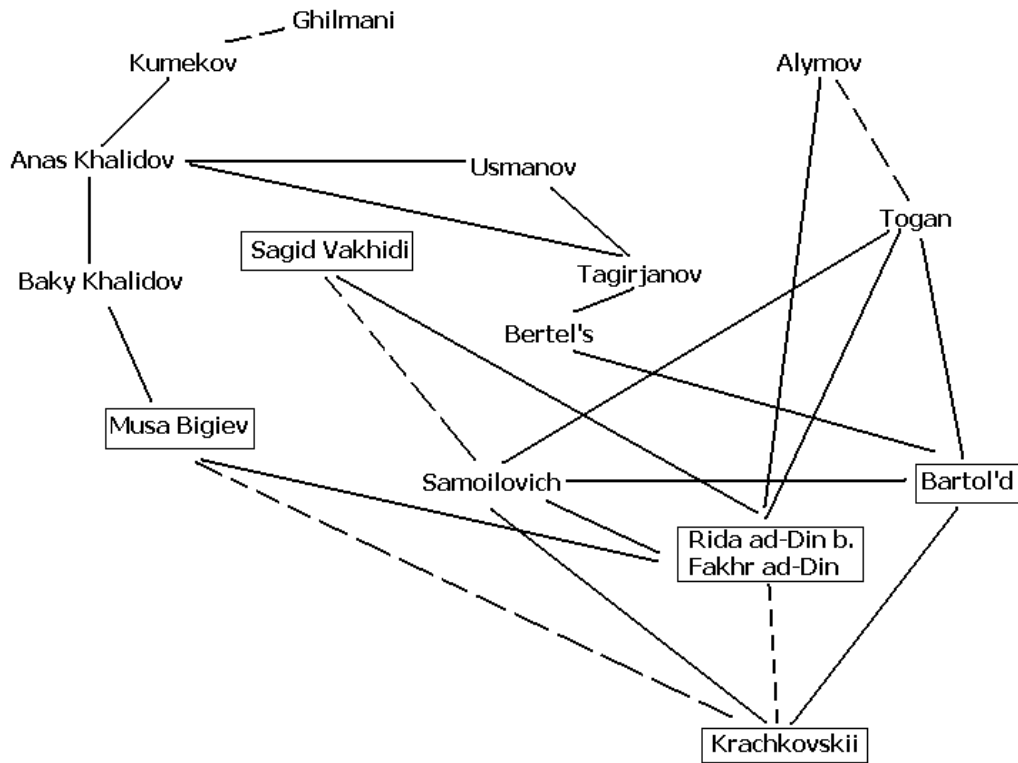 Ghilmani
Kumekov
Alymov
Anas Khalidov
Usmanov
Togan
Sagid Vakhidi
Baky Khalidov
Tagirjanov
Bertel's
Musa Bigiev
Samoilovich
Bartol'd
Rida ad-Din b.
Fakhr ad-Din
Krachkovskii